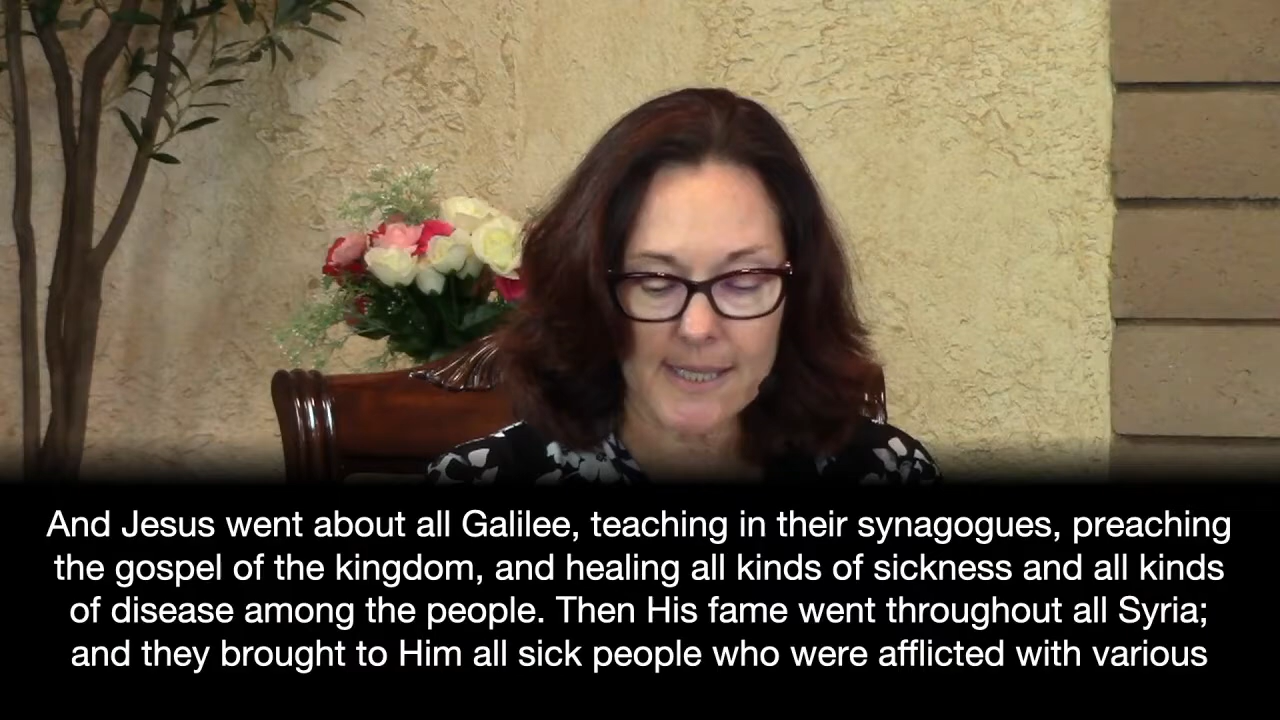 And Jesus went about all Galilee, teaching in their synagogues, preaching
the gospel of the kingdom, and healing all kinds of sickness and all kinds
of disease among the people. Then His fame went throughout all Syria;
and they brought to Him all sick people who were afflicted with various